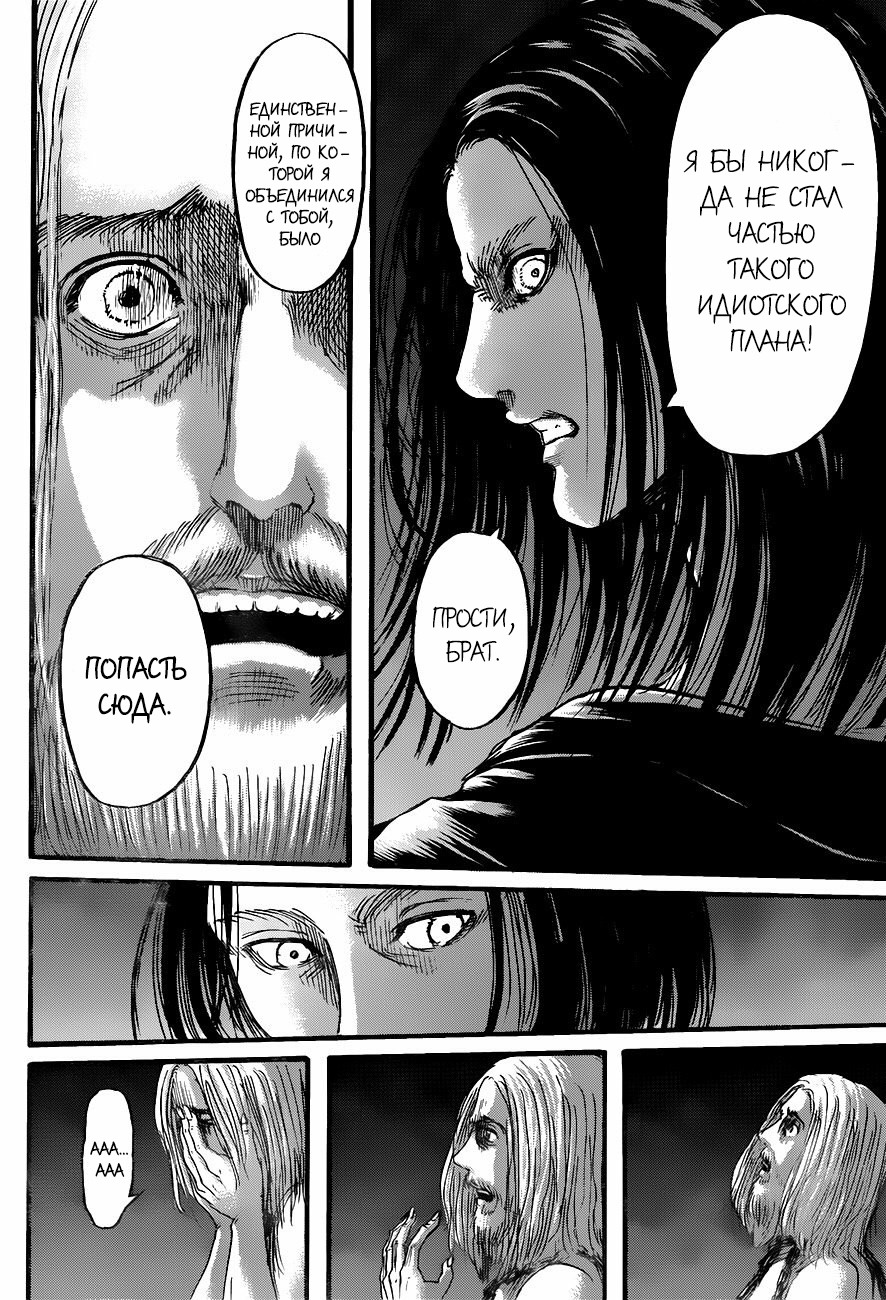 Я БЫ НИКОГ-
ДА НЕ СТАЛ
ЧАСТЬЮ
ТАКОГО
ИДИОТСКОГО
ПЛАНА!
ПРОСТИ,
БРАТ.
ЕДИНСТВЕН-
НОЙ ПРИЧИ-
НОЙ, ПО КО-
ТОРОЙ Я
ОБЪЕДИНИЛСЯ
С ТОБОЙ,
БЫЛО
ПОПАСТЬ
СЮДА.
ААА...
ААА